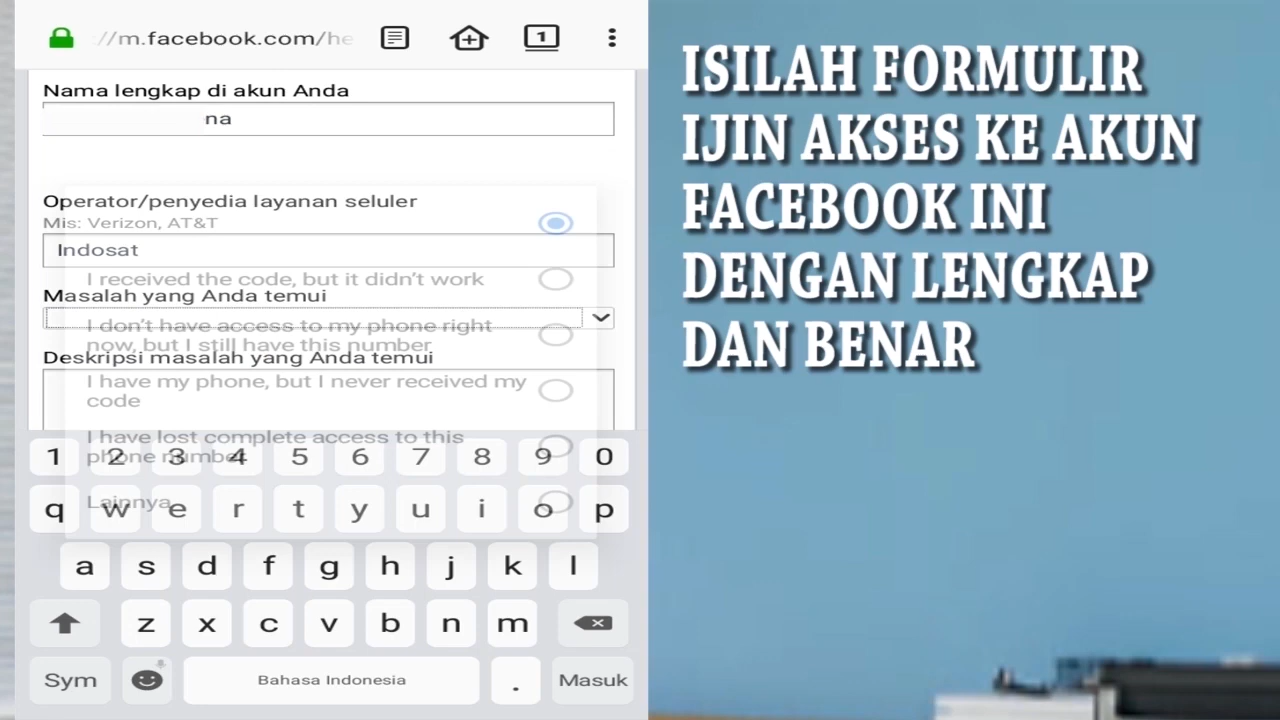 ://m.facebook.com/he
1
Nama lengkap di akun Anda
na
Operator/penyedia layanan seluler
Mis: Verizon, AT&T
Indosat
I received the code, but it didn't work
Masalah yang Anda temui
I don't have access to my phone right
now, but I still have this number
Deskripsi masalah yang Anda temui
I have my phone, but I never received my
code
I have lost complete access to this
phone number
Lainnya
1 2 3 4 5 6 7 8 9 0
q w e r t y u i o p
a s d f g h j k l
z x c v b n m
Sym Bahasa Indonesia . Masuk
ISILAH FORMULIR
IJIN AKSES KE AKUN
FACEBOOK INI
DENGAN LENGKAP
DAN BENAR